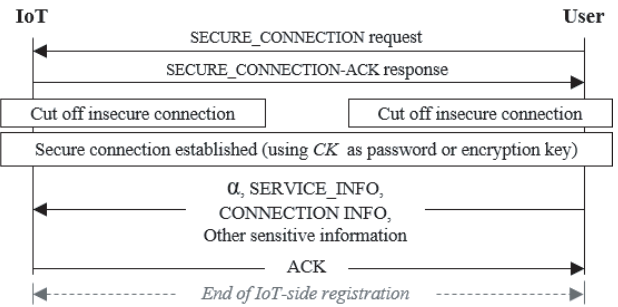 IoT User
SECURE_CONNECTION request
SECURE_CONNECTION-ACK response
Cut off insecure connection Cut off insecure connection
Secure connection established (using CK as password or encryption key)
α, SERVICE_INFO,
CONNECTION INFO,
Other sensitive information
ACK
End of IoT-side registration